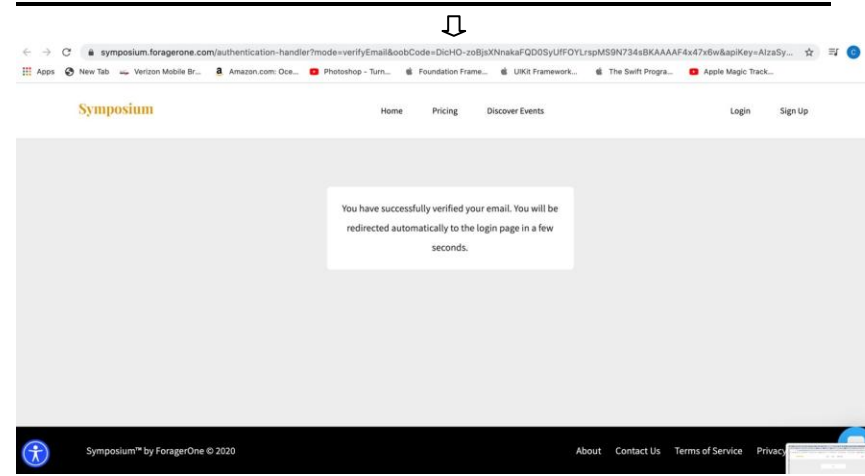 symposium.foragerone.com/authentication-handler?mode=verifyEmail&oobCode=DicHO-zoBjsXNnakaFQD0SyUfFOYLrspMS9N734sBKAAAAF4x47x6w&apiKey=AIzaSy...
Apps New Tab Verizon Mobile Br... Amazon.com: Oce... Photoshop - Turn... Foundation Frame... UIKit Framework... The Swift Progra... Apple Magic Track...
Symposium Home Pricing Discover Events Login Sign Up
You have successfully verified your email. You will be
redirected automatically to the login page in a few
seconds.
Symposium™ by ForagerOne © 2020 About Contact Us Terms of Service Privacy